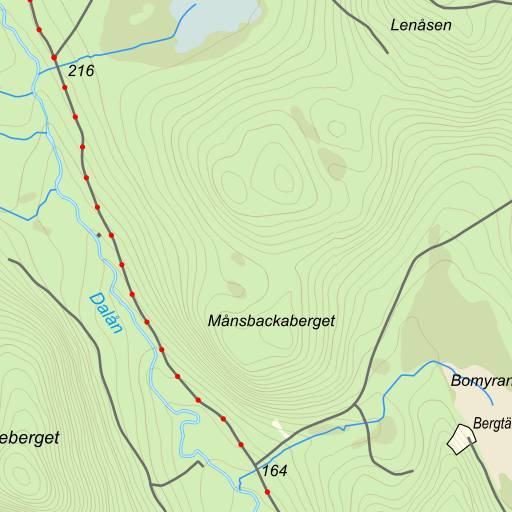 Lenåsen
216
Dalån
Månsbackaberget
Bomyran
Bergtä
eberget
164